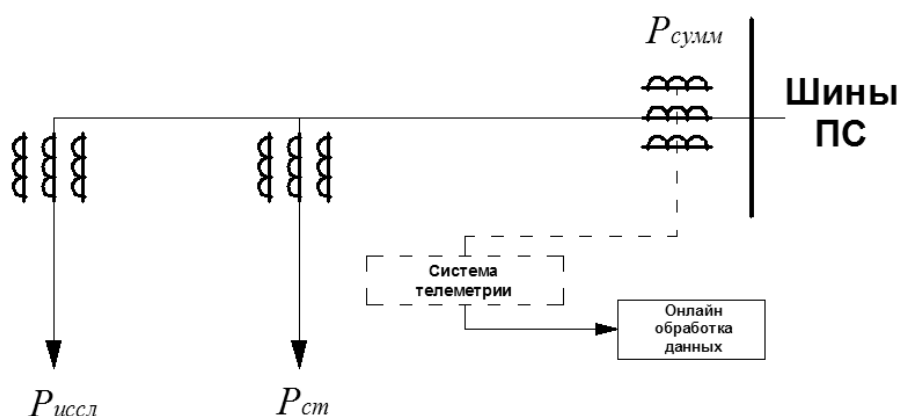 Pсумм
Шины
ПС
Система
телеметрии
Онлайн
обработка
данных
Pиссл
Pст